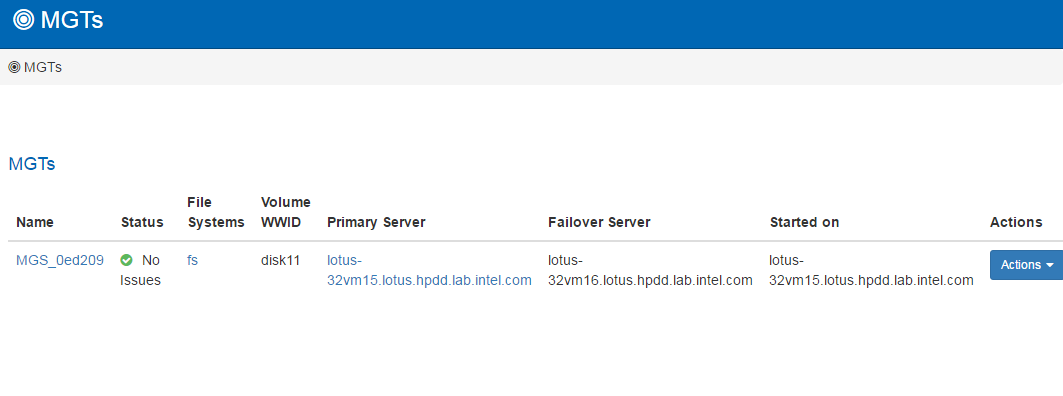 MGTs
MGTs
MGTs
Name Status File Systems Volume WWID Primary Server Failover Server Started on Actions
MGS_0ed209 No Issues fs disk11 lotus-32vm15.lotus.hpdd.lab.intel.com lotus-32vm16.lotus.hpdd.lab.intel.com lotus-32vm15.lotus.hpdd.lab.intel.com Actions